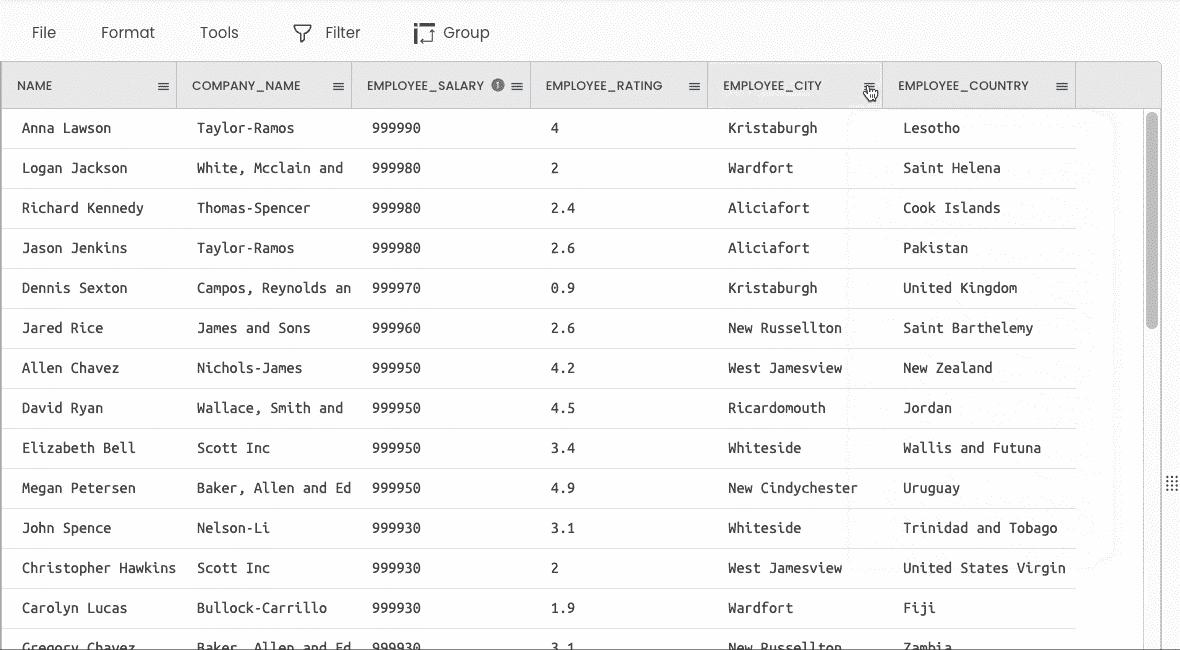 File Format Tools Filter Group
NAME COMPANY_NAME EMPLOYEE_SALARY 1 EMPLOYEE_RATING EMPLOYEE_CITY EMPLOYEE_COUNTRY
Anna Lawson Taylor-Ramos 999990 4 Kristaburgh Lesotho
Logan Jackson White, Mcclain and 999980 2 Wardfort Saint Helena
Richard Kennedy Thomas-Spencer 999980 2.4 Aliciafort Cook Islands
Jason Jenkins Taylor-Ramos 999980 2.6 Aliciafort Pakistan
Dennis Sexton Campos, Reynolds an 999970 0.9 Kristaburgh United Kingdom
Jared Rice James and Sons 999960 2.6 New Russellton Saint Barthelemy
Allen Chavez Nichols-James 999950 4.2 West Jamesview New Zealand
David Ryan Wallace, Smith and 999950 4.5 Ricardomouth Jordan
Elizabeth Bell Scott Inc 999950 3.4 Whiteside Wallis and Futuna
Megan Petersen Baker, Allen and Ed 999950 4.9 New Cindychester Uruguay
John Spence Nelson-Li 999930 3.1 Whiteside Trinidad and Tobago
Christopher Hawkins Scott Inc 999930 2 West Jamesview United States Virgin
Carolyn Lucas Bullock-Carrillo 999930 1.9 Wardfort Fiji
Gregory Chavez Baker, Allen and Ed 999930 3.1 New Russellton Zambia